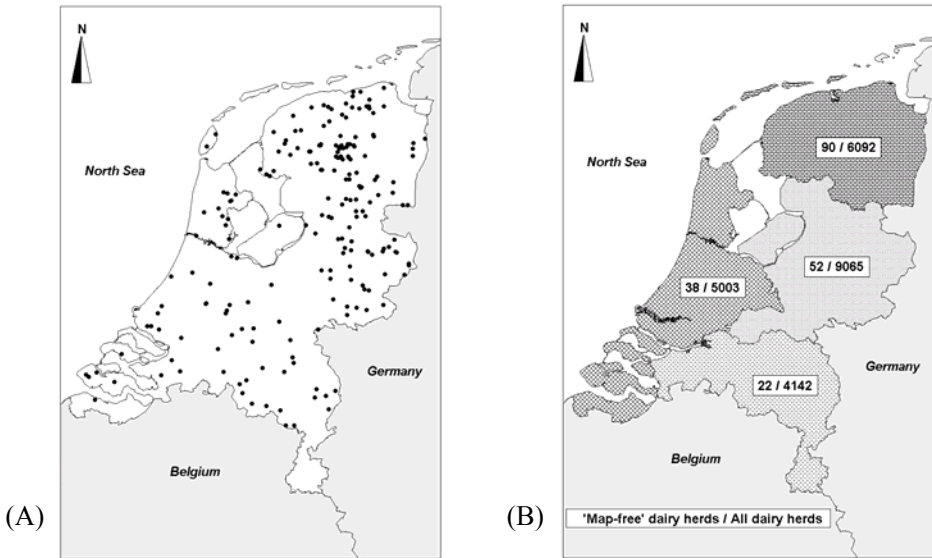 N
North Sea
Germany
Belgium
(A)
N
North Sea
90 / 6092
52 / 9065
38 / 5003
Germany
22 / 4142
Belgium
'Map-free' dairy herds / All dairy herds
(B)